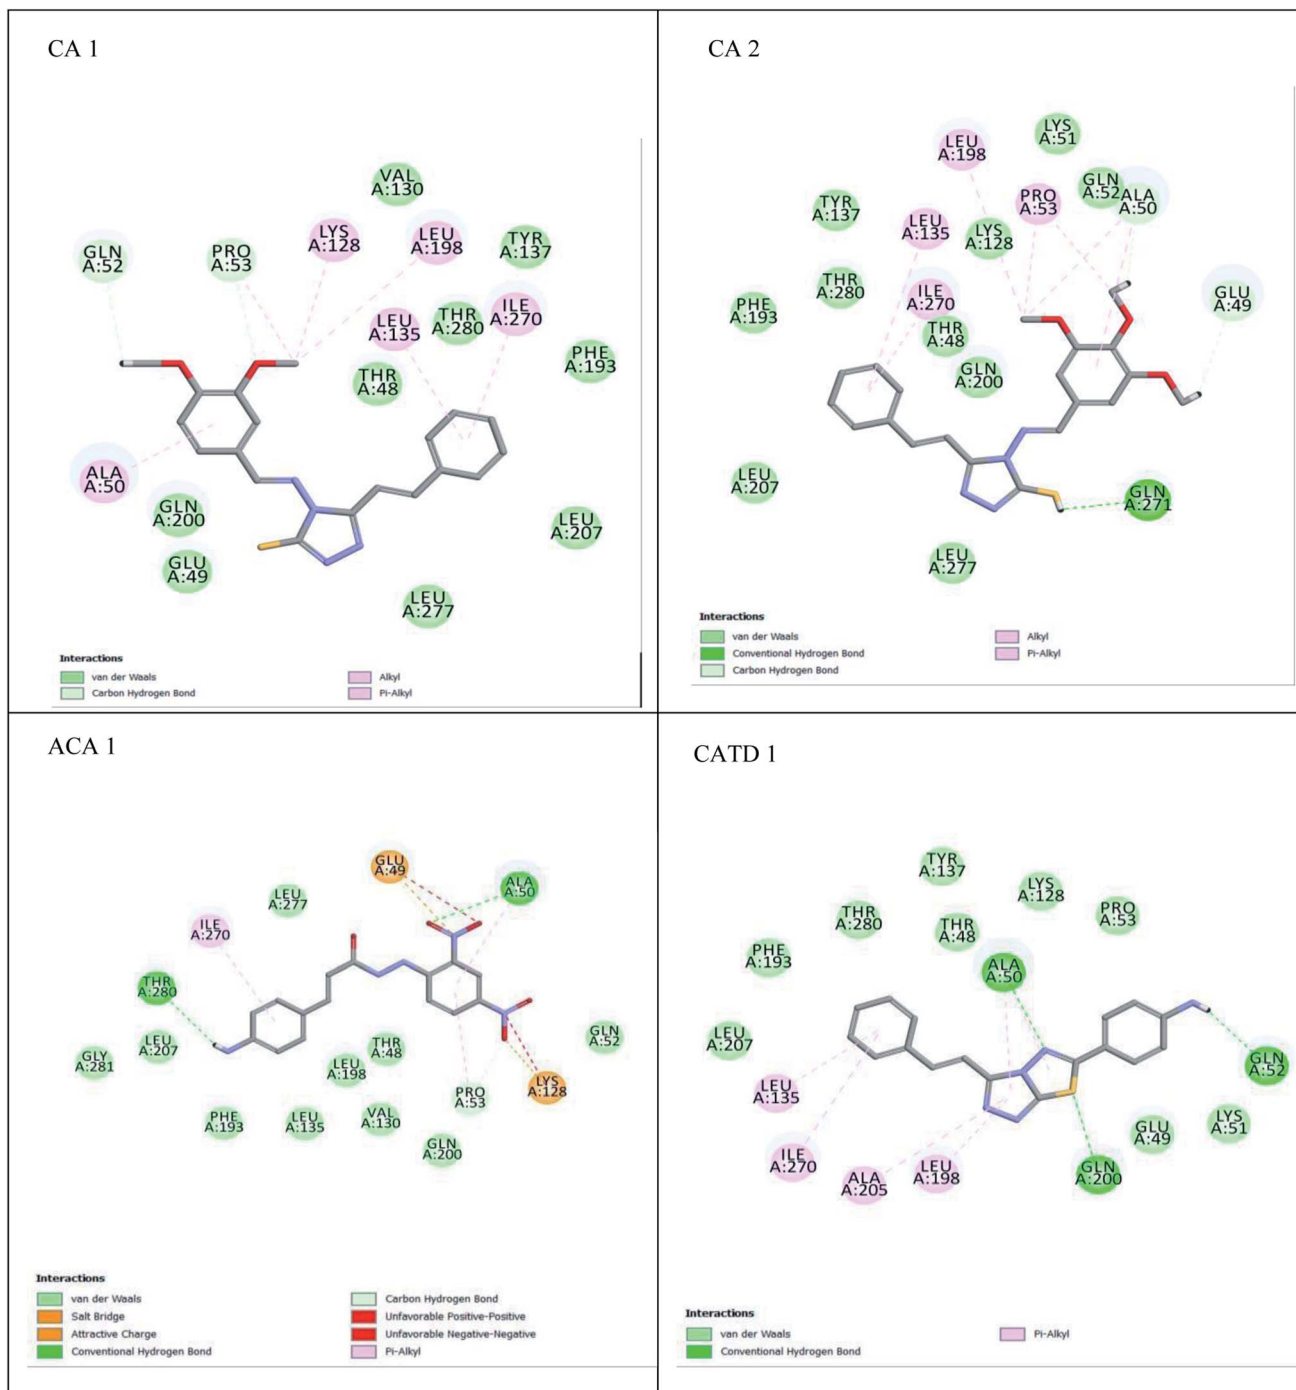 CA 1
VAL
A:130
LYS
A:128
LEU
A:198
TYR
A:137
GLN
A:52
PRO
A:53
LEU
A:135
THR
A:280
ILE
A:270
THR
A:48
PHE
A:193
ALA
A:50
GLN
A:200
GLU
A:49
LEU
A:207
LEU
A:277
Interactions
van der Waals
Carbon Hydrogen Bond
Alkyl
Pi-Alkyl
CA 2
LYS
A:51
LEU
A:198
GLN
A:52
PRO
A:53
ALA
A:50
TYR
A:137
LEU
A:135
LYS
A:128
THR
A:280
ILE
A:270
GLU
A:49
PHE
A:193
THR
A:48
GLN
A:200
LEU
A:207
GLN
A:271
LEU
A:277
Interactions
van der Waals
Conventional Hydrogen Bond
Carbon Hydrogen Bond
Alkyl
Pi-Alkyl
ACA 1
GLU
A:49
ALA
A:50
LEU
A:277
ILE
A:270
THR
A:280
GLY
A:281
LEU
A:207
THR
A:48
LEU
A:198
GLN
A:52
PRO
A:53
LYS
A:128
PHE
A:193
LEU
A:135
VAL
A:130
GLN
A:200
Interactions
van der Waals
Salt Bridge
Attractive Charge
Conventional Hydrogen Bond
Carbon Hydrogen Bond
Unfavorable Positive-Positive
Unfavorable Negative-Negative
Pi-Alkyl
CATD 1
TYR
A:137
LYS
A:128
THR
A:280
THR
A:48
PRO
A:53
PHE
A:193
ALA
A:50
LEU
A:207
GLN
A:52
LEU
A:135
LYS
A:51
GLU
A:49
ILE
A:270
ALA
A:205
LEU
A:198
GLN
A:200
Interactions
van der Waals
Conventional Hydrogen Bond
Pi-Alkyl